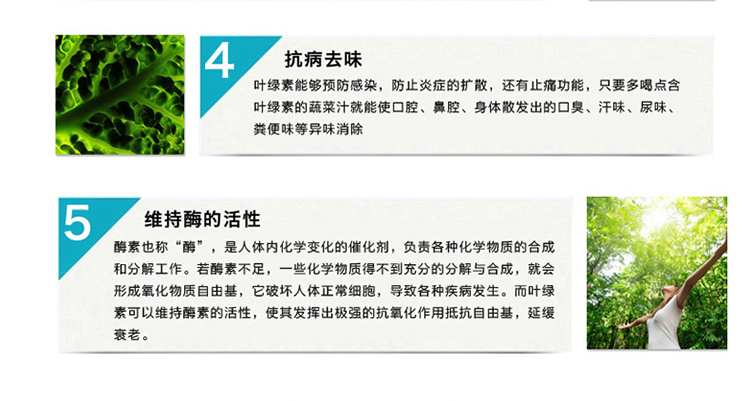 4
抗病去味
叶绿素能够预防感染，防止炎症的扩散，还有止痛功能，只要多喝点含
叶绿素的蔬菜汁就能使口腔、鼻腔、身体散发出的口臭、汗味、尿味、
粪便味等异味消除
5
维持酶的活性
酶素也称“酶”，是人体内化学变化的催化剂，负责各种化学物质的合成
和分解工作。若酶素不足，一些化学物质得不到充分的分解与合成，就会
形成氧化物质自由基，它破坏人体正常细胞，导致各种疾病发生。而叶绿
素可以维持酶素的活性，使其发挥出极强的抗氧化作用抵抗自由基，延缓
衰老。